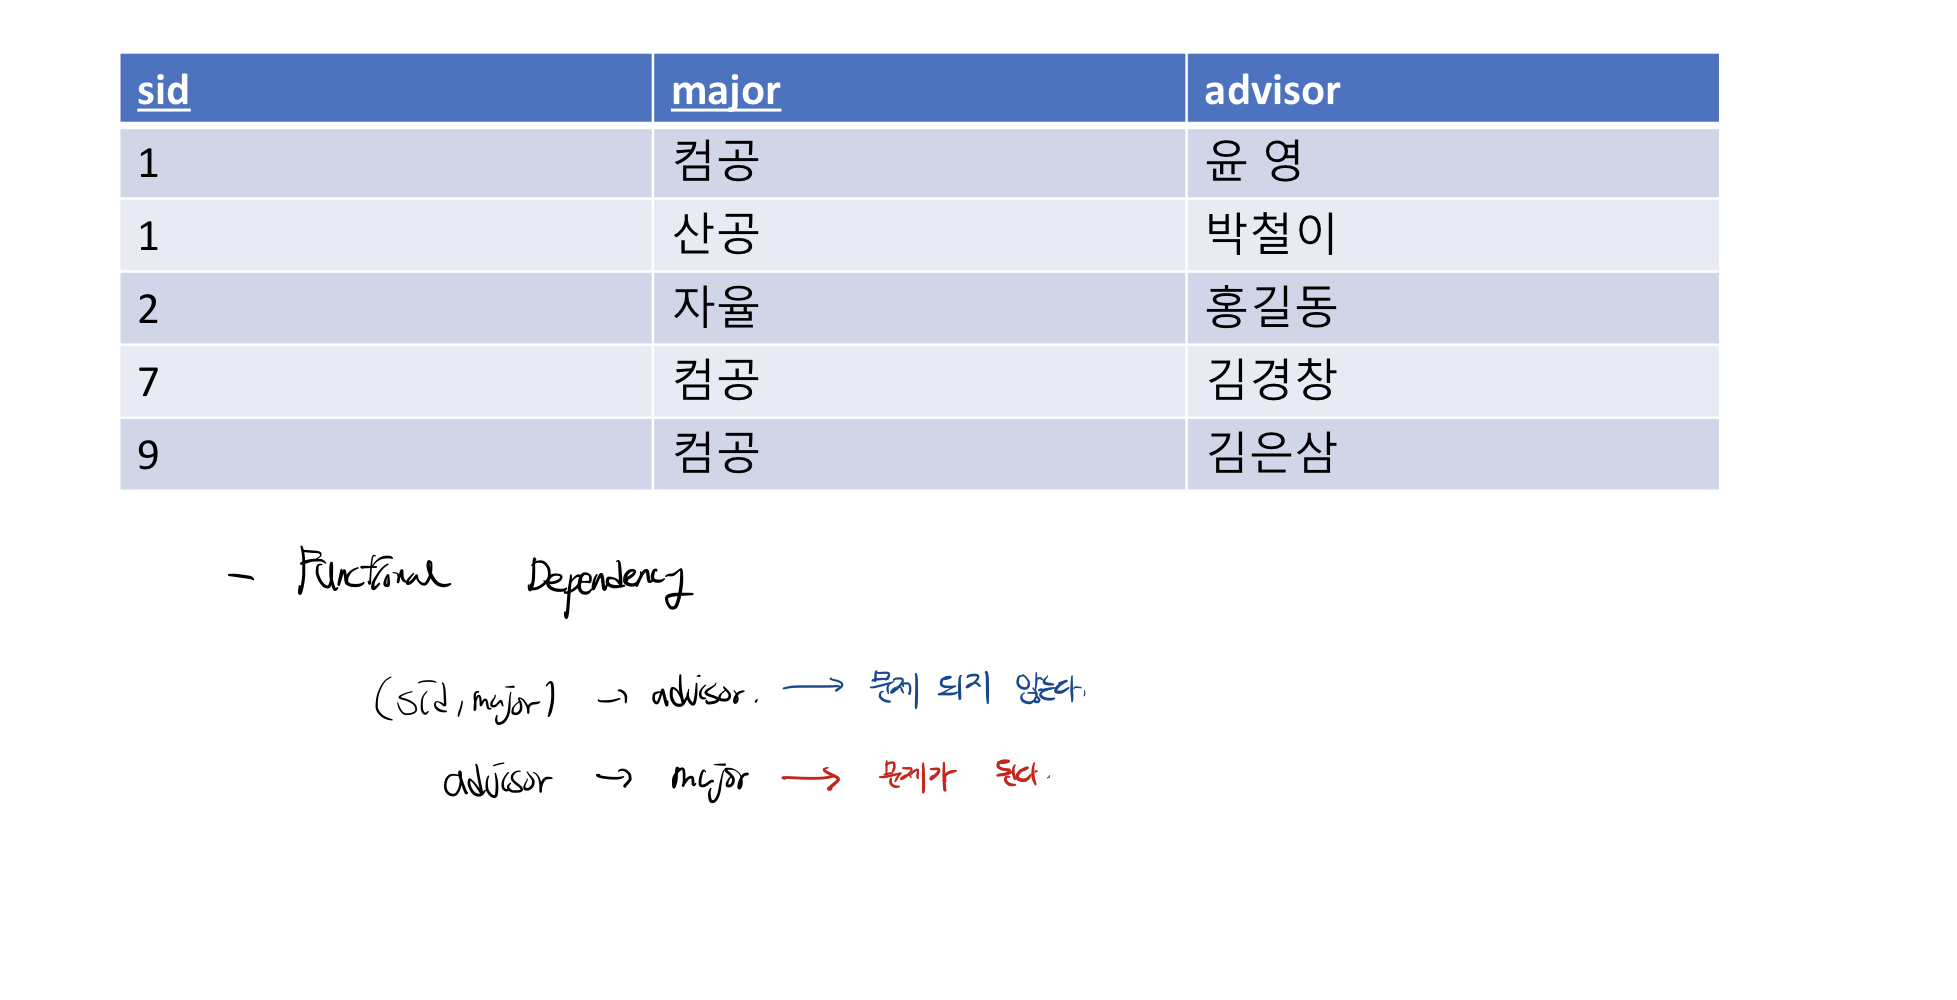 sid major advisor
1 컴공 윤 영
1 산공 박철이
2 자율 홍길동
7 컴공 김경창
9 컴공 김은삼
- Functional Dependency
(sid, major) → advisor. → 문제 되지 않는다.
advisor → major → 문제가 된다.